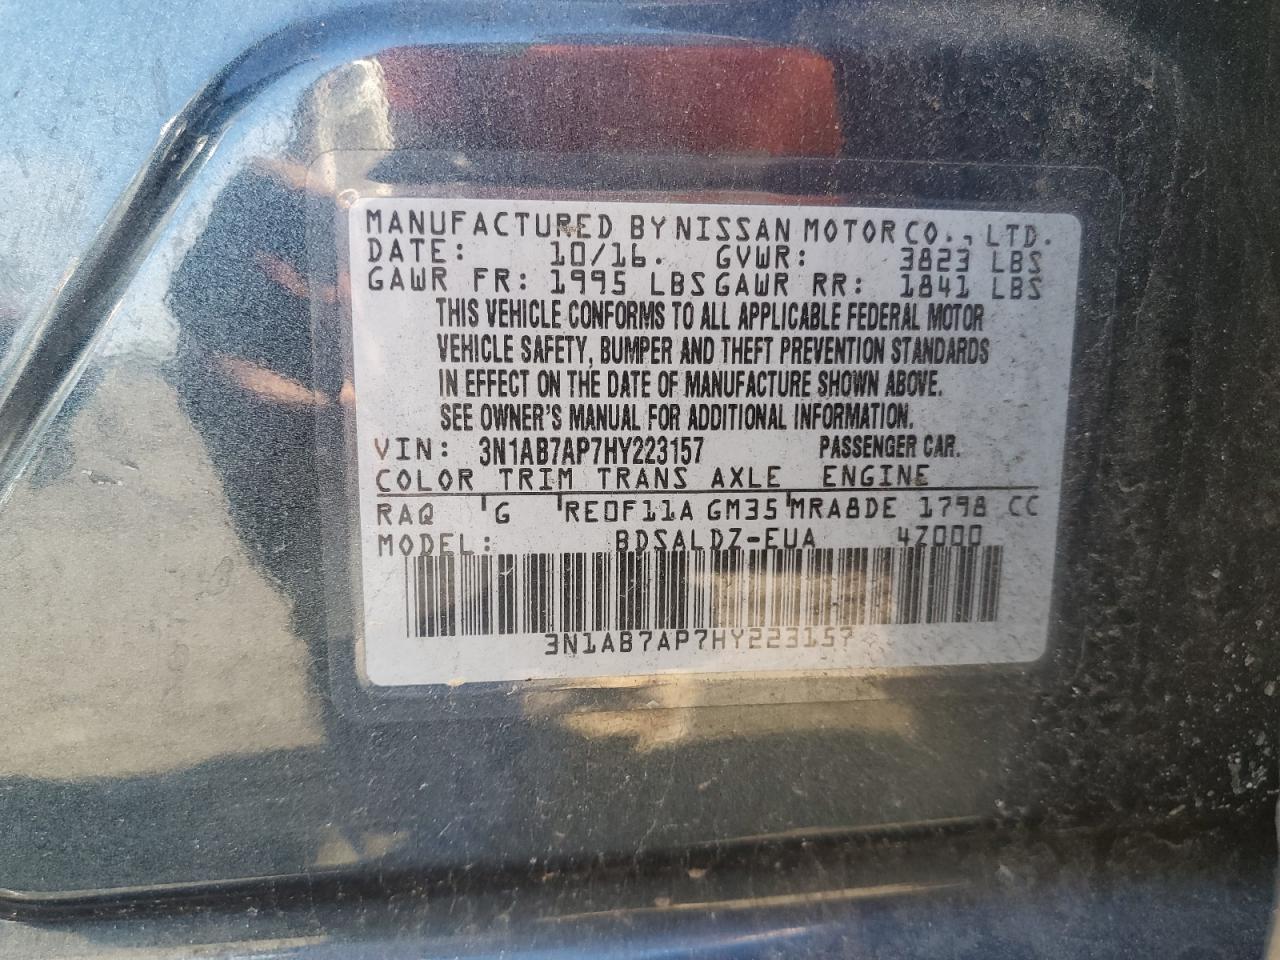 MANUFACTURED BY NISSAN MOTOR CO., LTD.
DATE: 10/16. GVWR: 3823 LBS
GAWR FR: 1995 LBS GAWR RR: 1841 LBS
THIS VEHICLE CONFORMS TO ALL APPLICABLE FEDERAL MOTOR
VEHICLE SAFETY, BUMPER AND THEFT PREVENTION STANDARDS
IN EFFECT ON THE DATE OF MANUFACTURE SHOWN ABOVE.
SEE OWNER'S MANUAL FOR ADDITIONAL INFORMATION.
VIN: 3N1AB7AP7HY223157 PASSENGER CAR.
COLOR TRIM TRANS AXLE ENGINE
RAQ G RE0F11A GM35 MRA8DE 1798 CC
MODEL: BDSALDZ-EUA 4Z000
3N1AB7AP7HY223157